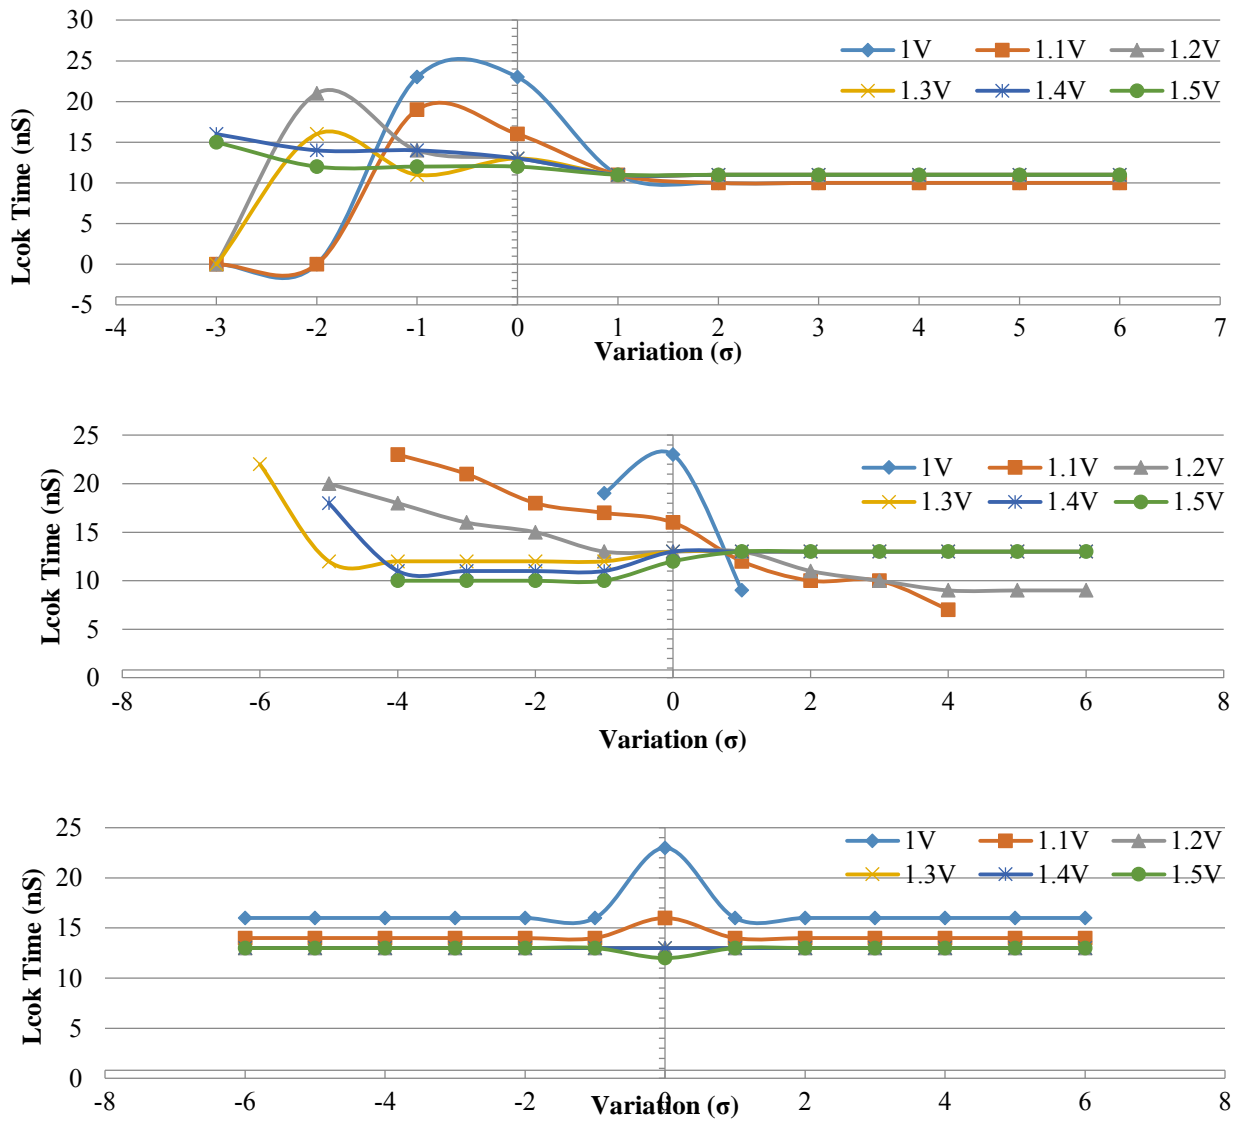 30
25
20
15
10
5
0
-5
Lcok Time (nS)
1V 1.1V 1.2V
1.3V 1.4V 1.5V
-4 -3 -2 -1 0 1 2 3 4 5 6 7
Variation (σ)
25
20
15
10
5
0
Lcok Time (nS)
1V 1.1V 1.2V
1.3V 1.4V 1.5V
-8 -6 -4 -2 0 2 4 6 8
Variation (σ)
25
20
15
10
5
0
Lcok Time (nS)
1V 1.1V 1.2V
1.3V 1.4V 1.5V
-8 -6 -4 -2 0 2 4 6 8
Variation (σ)